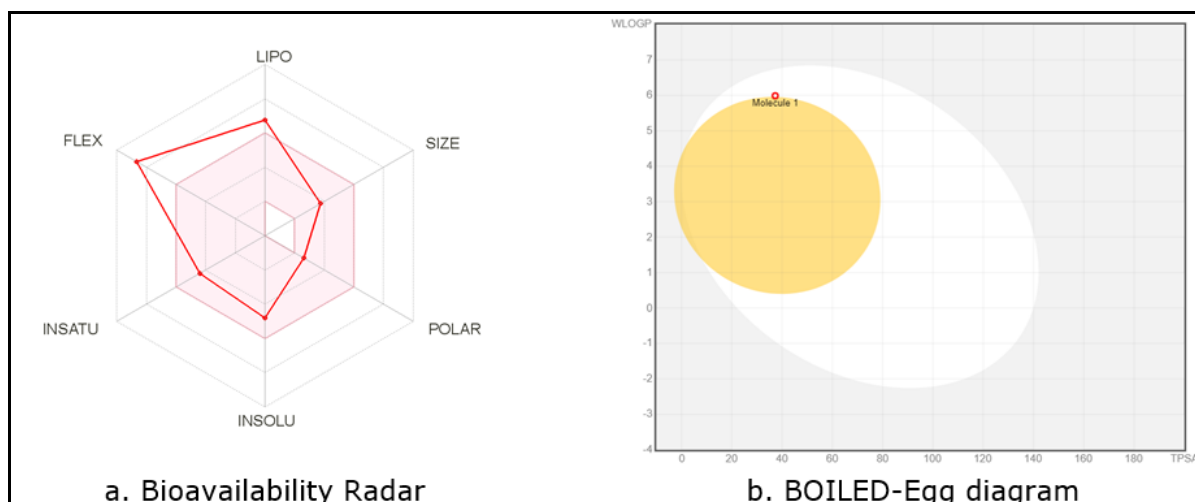 LIPO
FLEX
SIZE
INSATU
POLAR
INSOLU
a. Bioavailability Radar
WLOGP
7
6
Molecule 1
5
4
3
2
1
0
-1
-2
-3
-4
0 20 40 60 80 100 120 140 160 180 TPSA
b. BOILED-Egg diagram